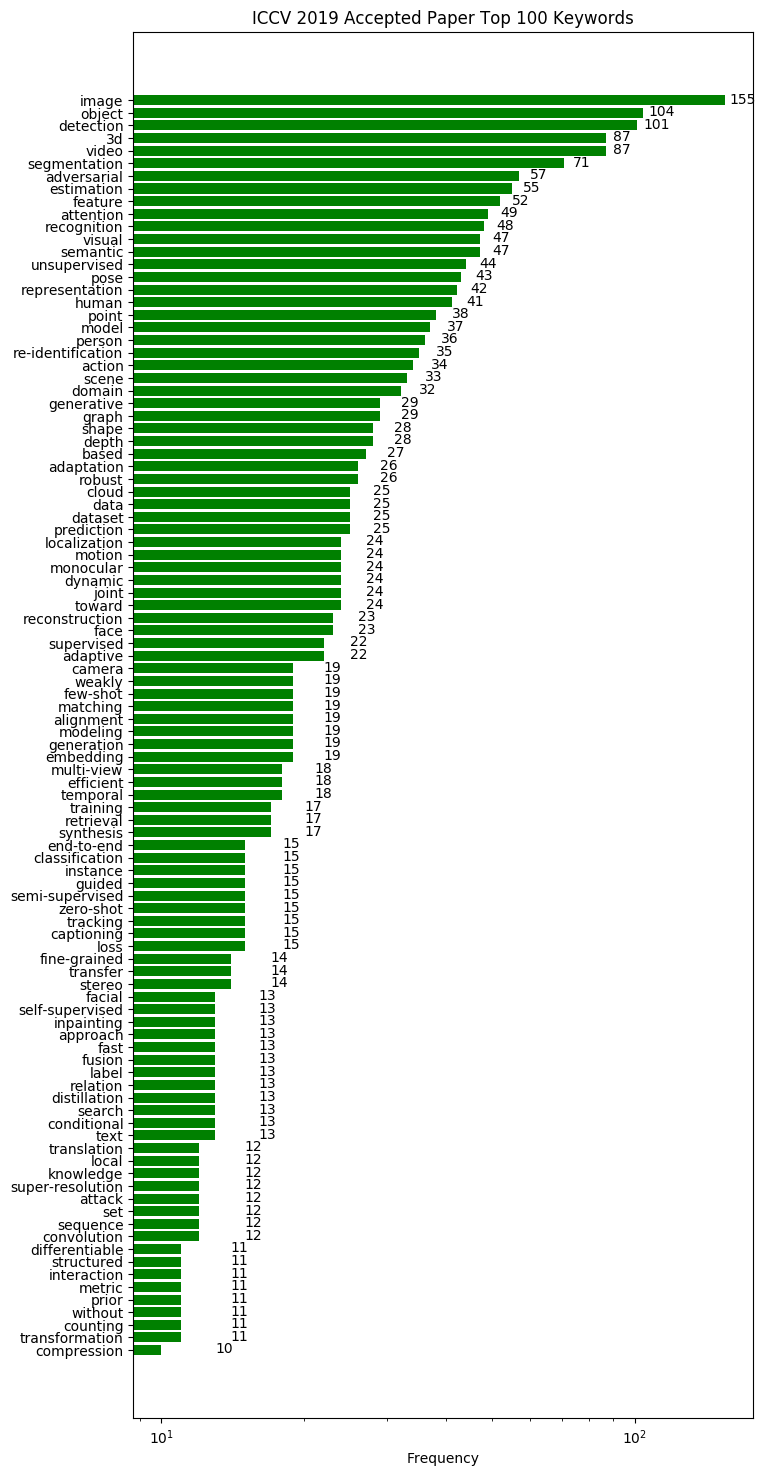 ICCV 2019 Accepted Paper Top 100 Keywords
image 155
object 104
detection 101
3d 87
video 87
segmentation 71
adversarial 57
estimation 55
feature 52
attention 49
recognition 48
visual 47
semantic 47
unsupervised 44
pose 43
representation 42
human 41
point 38
model 37
person 36
re-identification 35
action 34
scene 33
domain 32
generative 29
graph 29
shape 28
depth 28
based 27
adaptation 26
robust 26
cloud 25
data 25
dataset 25
prediction 25
localization 24
motion 24
monocular 24
dynamic 24
joint 24
toward 24
reconstruction 23
face 23
supervised 22
adaptive 22
camera 19
weakly 19
few-shot 19
matching 19
alignment 19
modeling 19
generation 19
embedding 19
multi-view 18
efficient 18
temporal 18
training 17
retrieval 17
synthesis 17
end-to-end 15
classification 15
instance 15
guided 15
semi-supervised 15
zero-shot 15
tracking 15
captioning 15
loss 15
fine-grained 14
transfer 14
stereo 14
facial 13
self-supervised 13
inpainting 13
approach 13
fast 13
fusion 13
label 13
relation 13
distillation 13
search 13
conditional 13
text 13
translation 12
local 12
knowledge 12
super-resolution 12
attack 12
set 12
sequence 12
convolution 12
differentiable 11
structured 11
interaction 11
metric 11
prior 11
without 11
counting 11
transformation 11
compression 10
10¹ 10²
Frequency